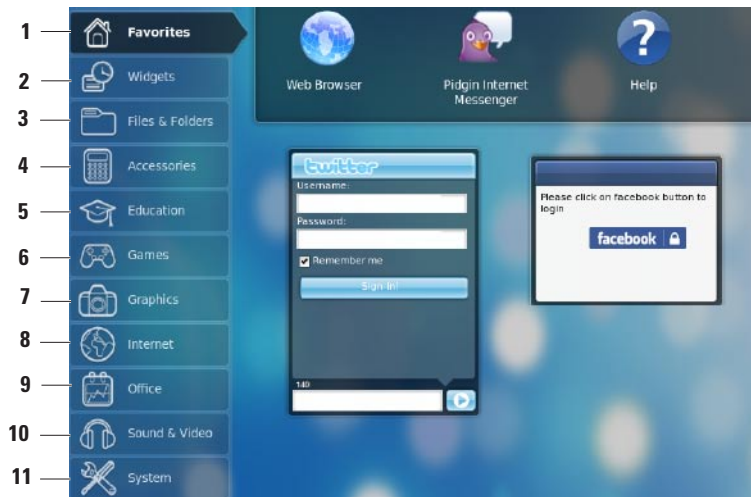 1 Favorites
2 Widgets
3 Files & Folders
4 Accessories
5 Education
6 Games
7 Graphics
8 Internet
9 Office
10 Sound & Video
11 System
Web Browser
Pidgin Internet
Messenger
Help
twitter
Username:
Password:
Remember me
Sign In!
140
Please click on facebook button to
login
facebook